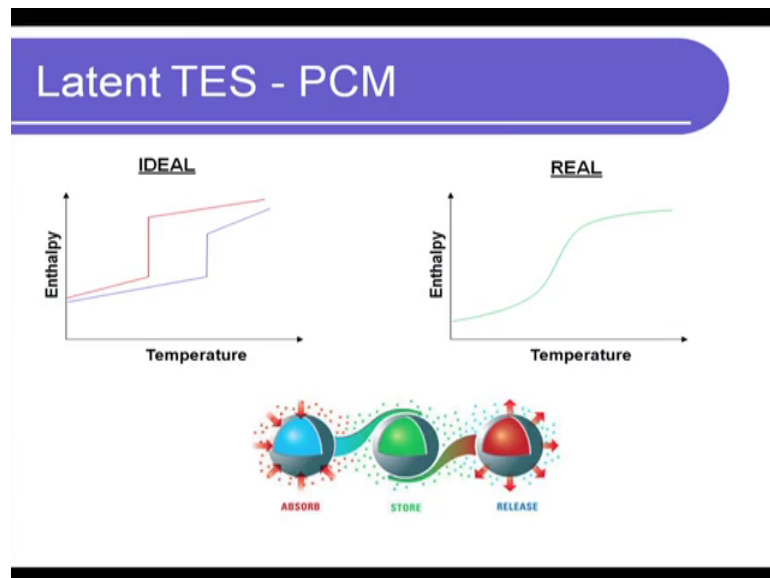 Latent TES - PCM
IDEAL
REAL
Enthalpy
Temperature
Enthalpy
Temperature
ABSORB
STORE
RELEASE